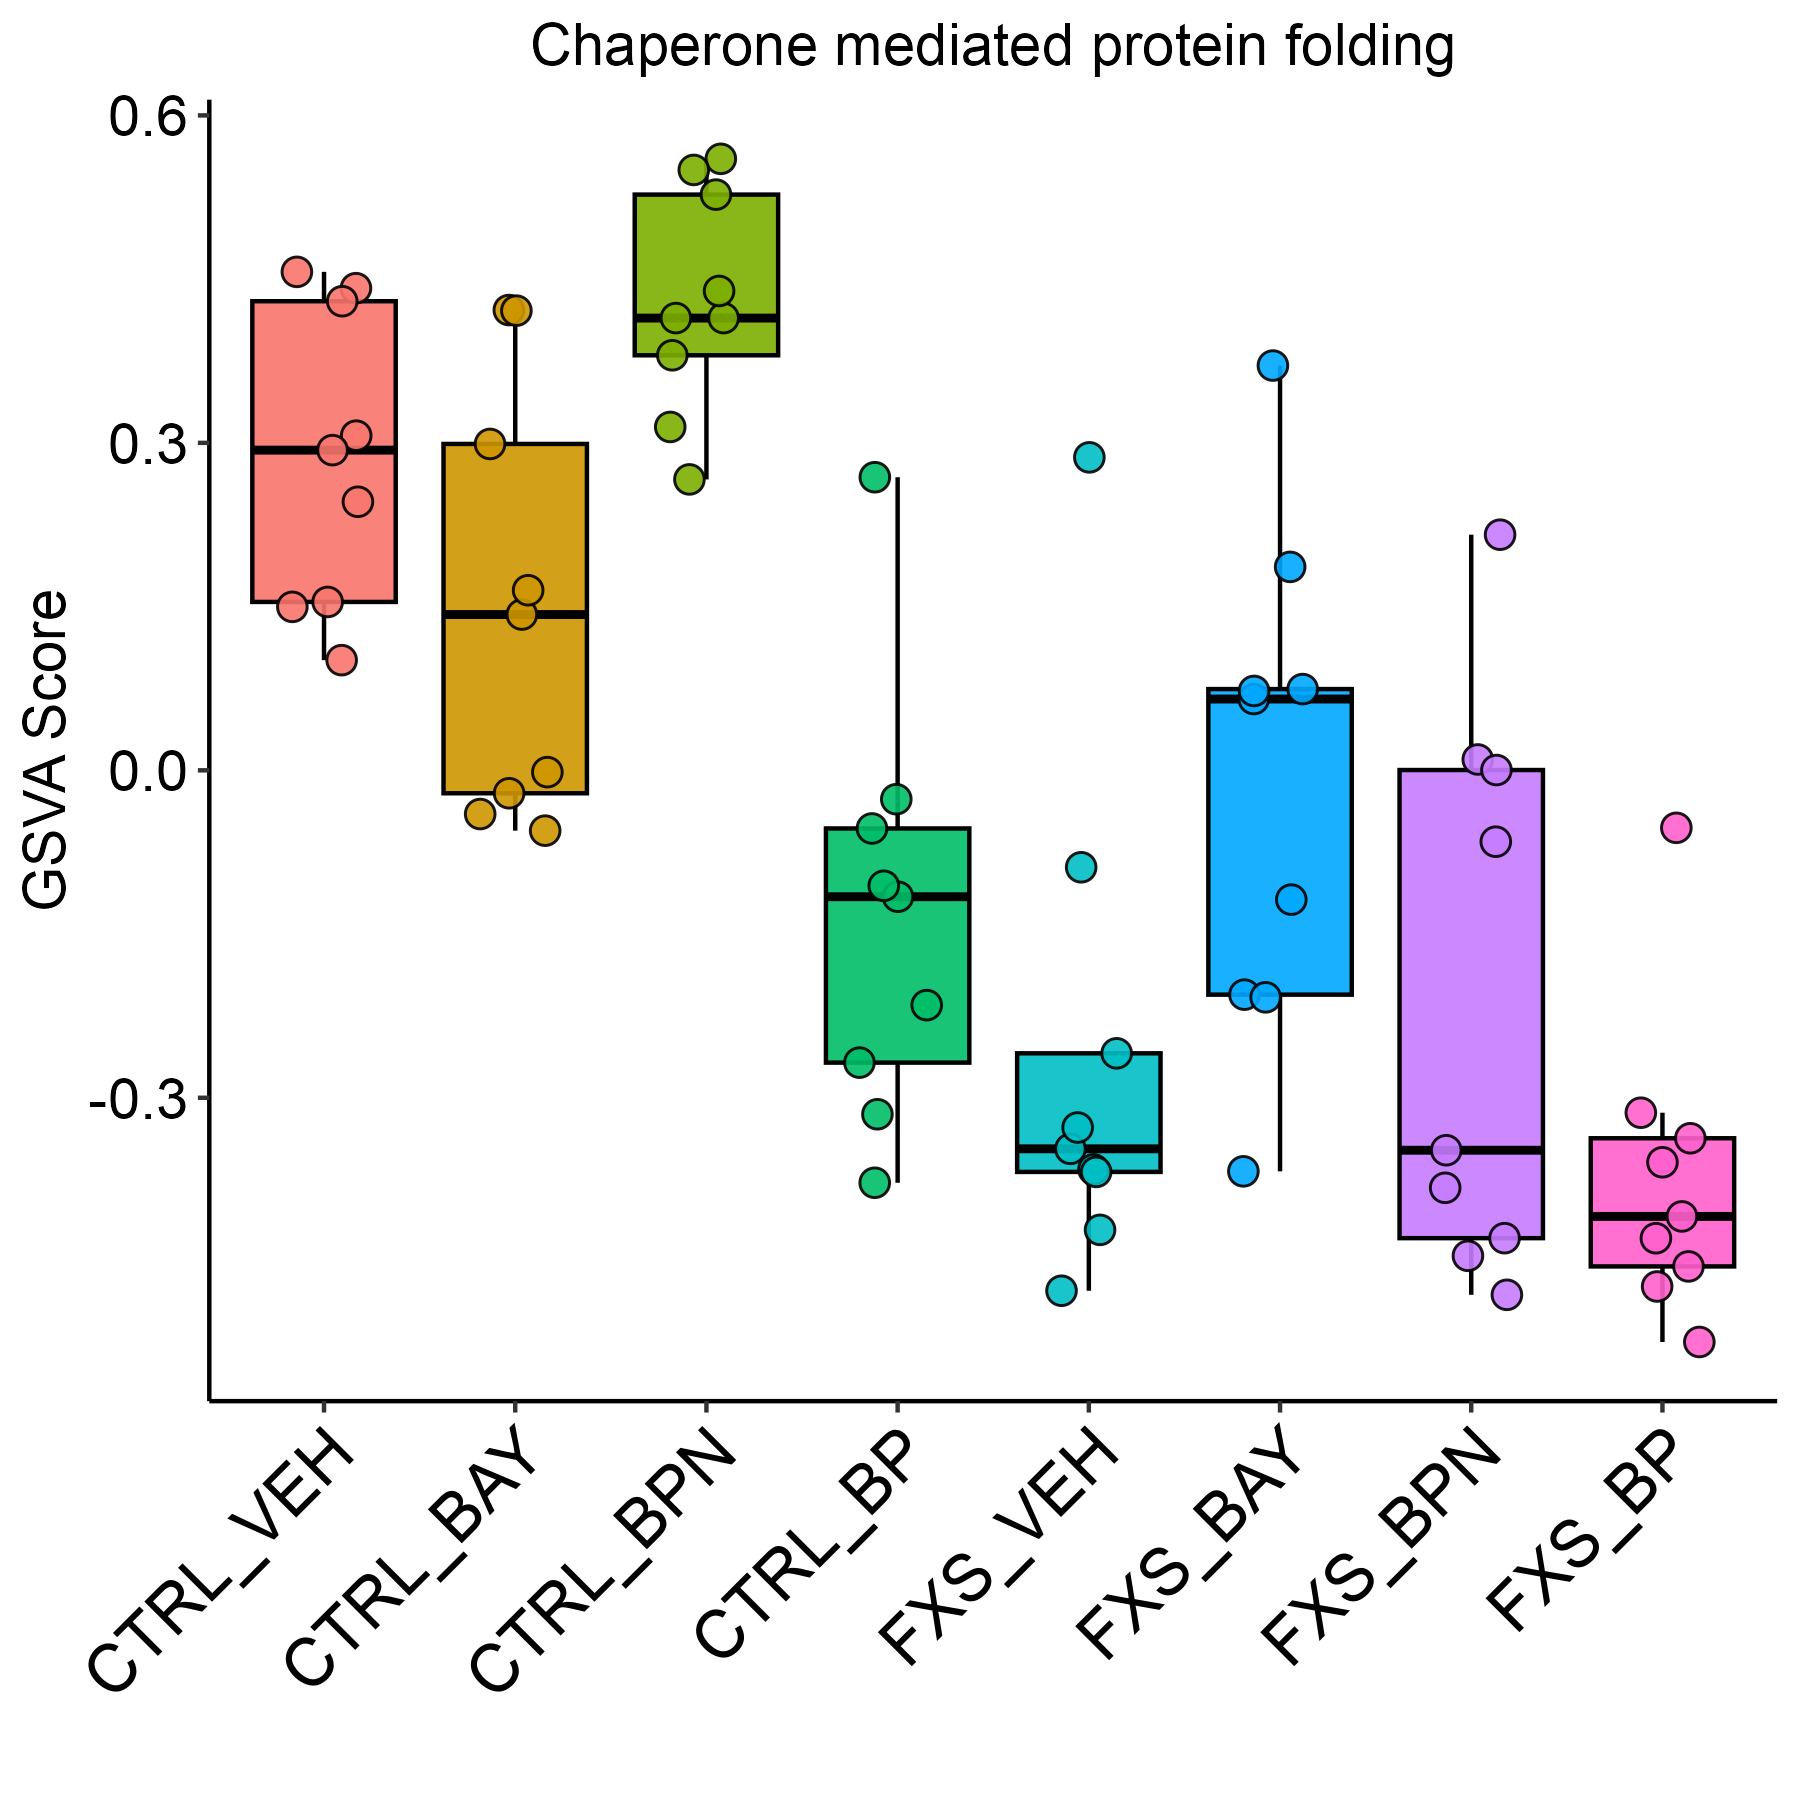 Chaperone mediated protein folding
GSVA Score
0.6
0.3
0.0
-0.3
CTRL_VEH
CTRL_BAY
CTRL_BPN
CTRL_BP
FXS_VEH
FXS_BAY
FXS_BPN
FXS_BP